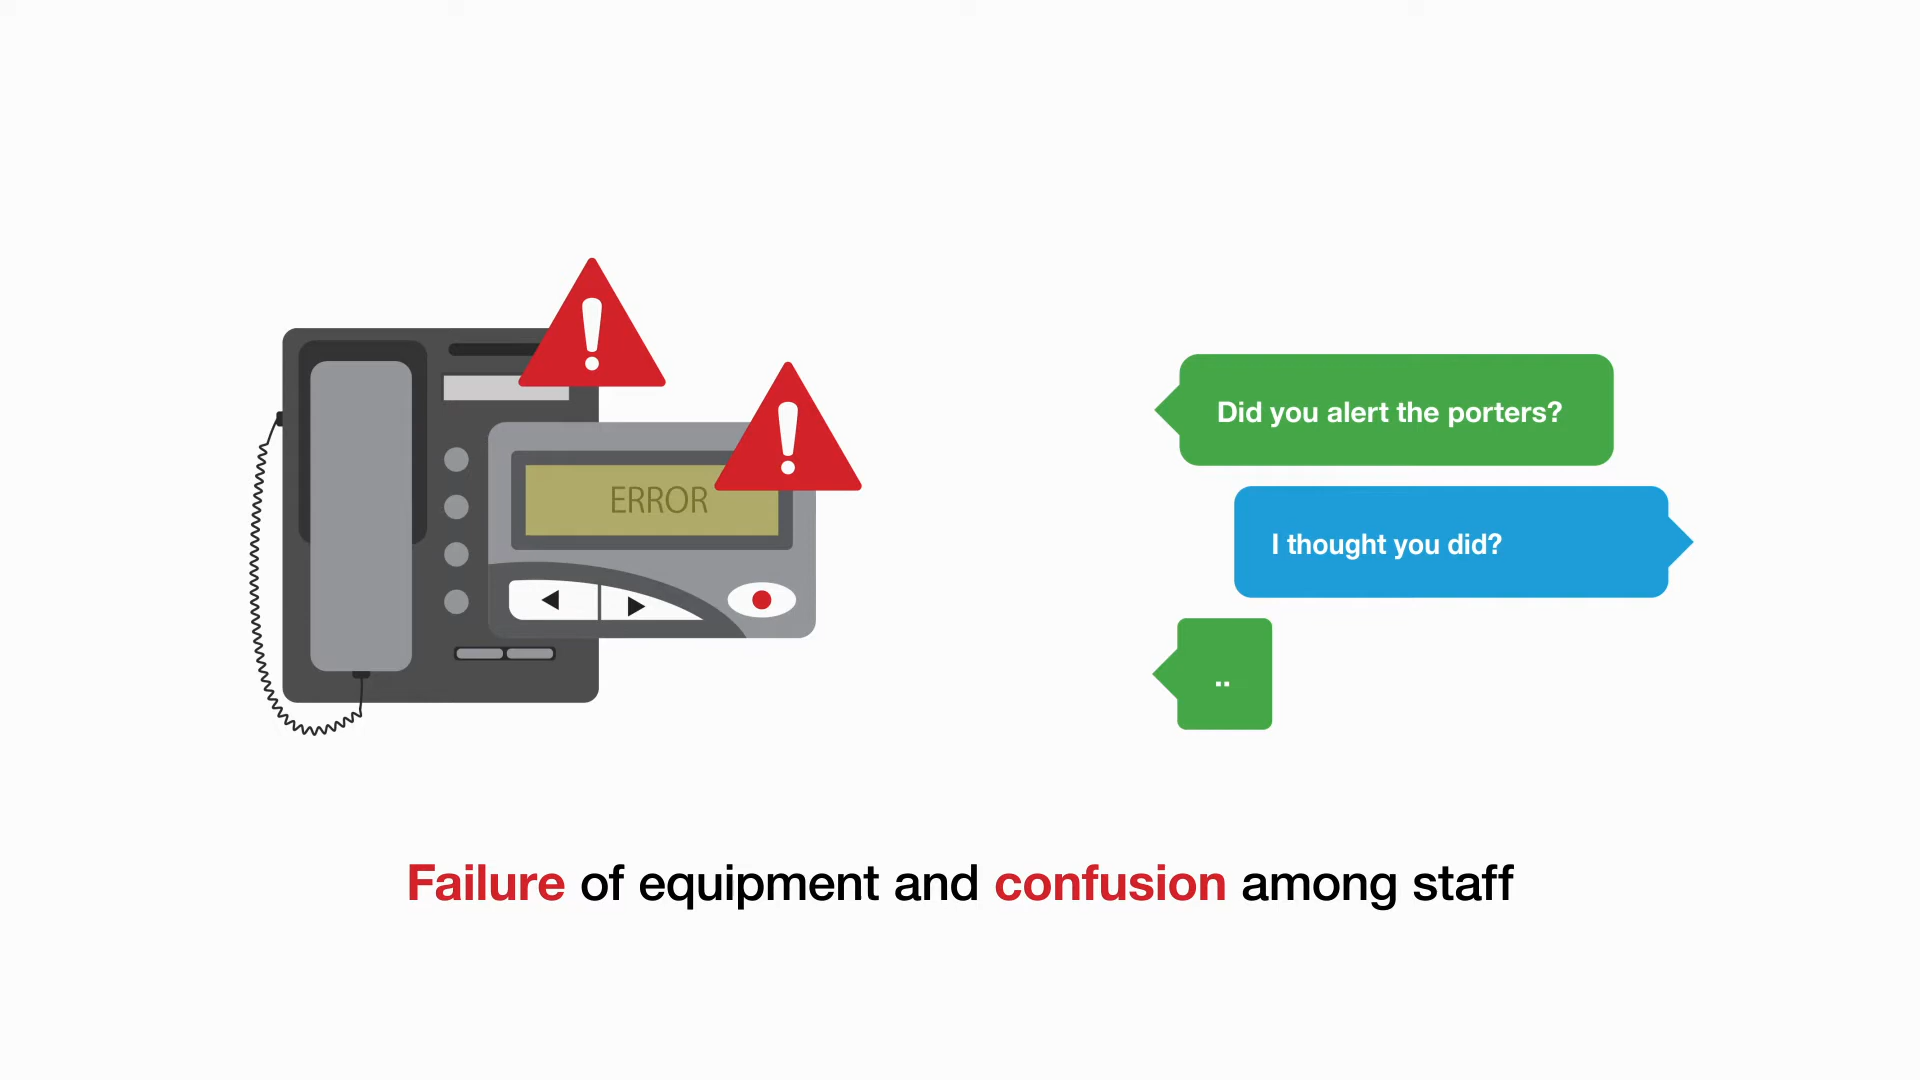 ERROR
Did you alert the porters?
I thought you did?
..
Failure of equipment and confusion among staff